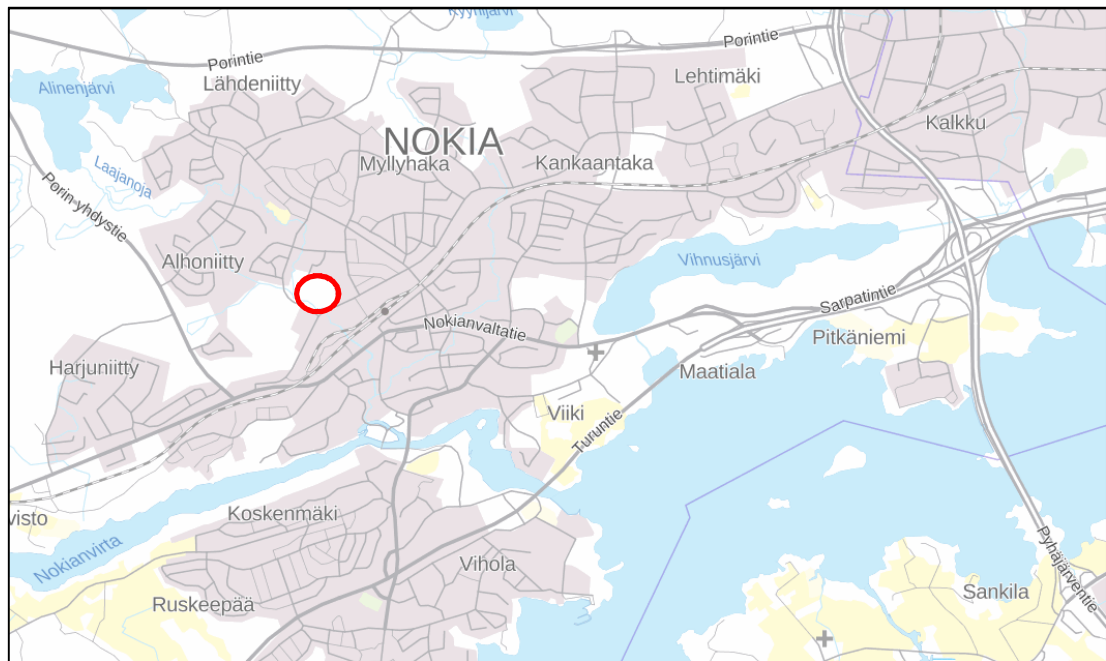 Kyynijärvi
Porintie
Porintie
Lähdeniitty
Lehtimäki
Alinenjärvi
Kalkku
NOKIA
Myllyhaka
Kankaantaka
Laajanoja
Porin yhdystie
Alhoniitty
Vihnusjärvi
Sarpatintie
Nokianvaltatie
Pitkäniemi
Harjuniitty
Maatiala
Viiki
Turuntie
visto
Koskenmäki
Nokianvirta
Vihola
Pyhäjärventie
Sankila
Ruskeepää